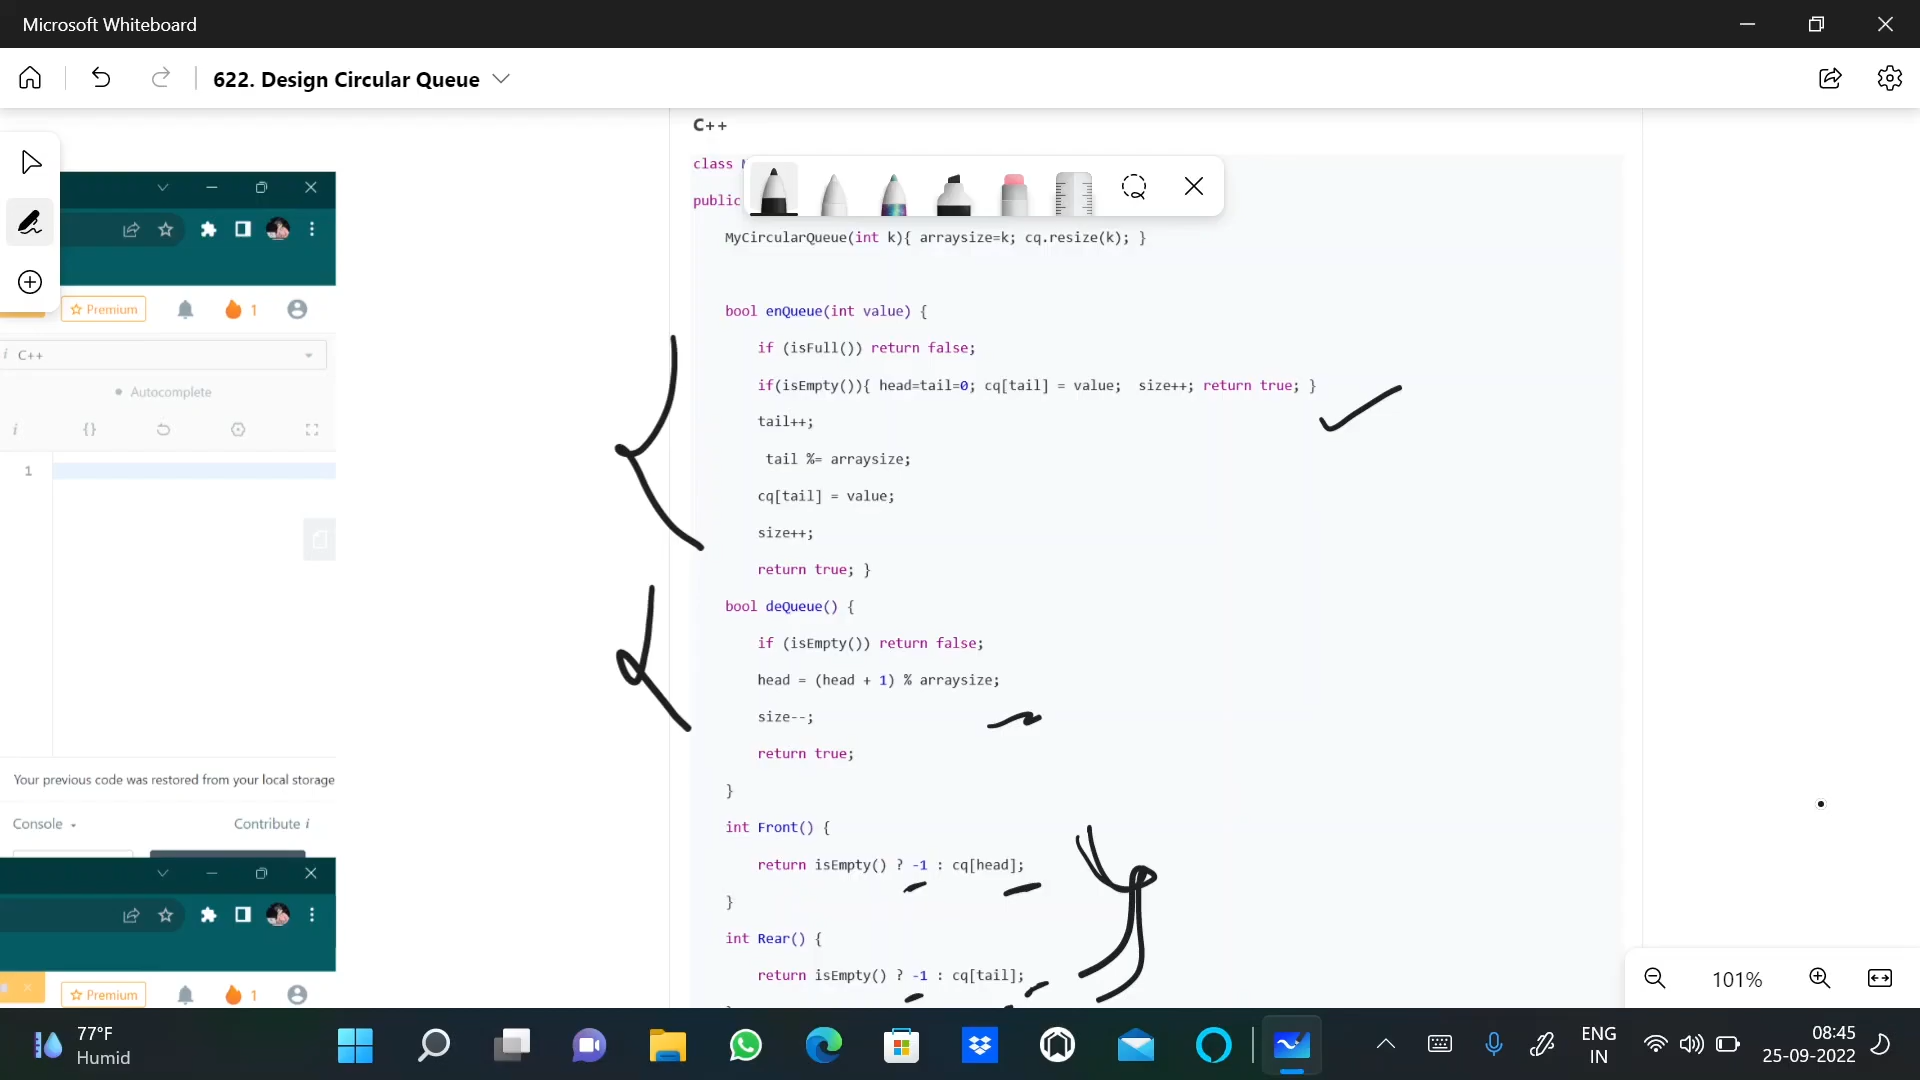 Microsoft Whiteboard
622. Design Circular Queue
C++
class M
public
MyCircularQueue(int k){ arraysize=k; cq.resize(k); }
bool enQueue(int value) {
if (isFull()) return false;
if(isEmpty()){ head=tail=0; cq[tail] = value;  size++; return true; }
tail++;
tail %= arraysize;
cq[tail] = value;
size++;
return true; }
bool deQueue() {
if (isEmpty()) return false;
head = (head + 1) % arraysize;
size--;
return true;
}
int Front() {
return isEmpty() ? -1 : cq[head];
}
int Rear() {
return isEmpty() ? -1 : cq[tail];
Premium
1
i C++
Autocomplete
i {}
1
Your previous code was restored from your local storage
Console
Contribute i
Premium
1
101%
77°F
Humid
ENG
IN
08:45
25-09-2022